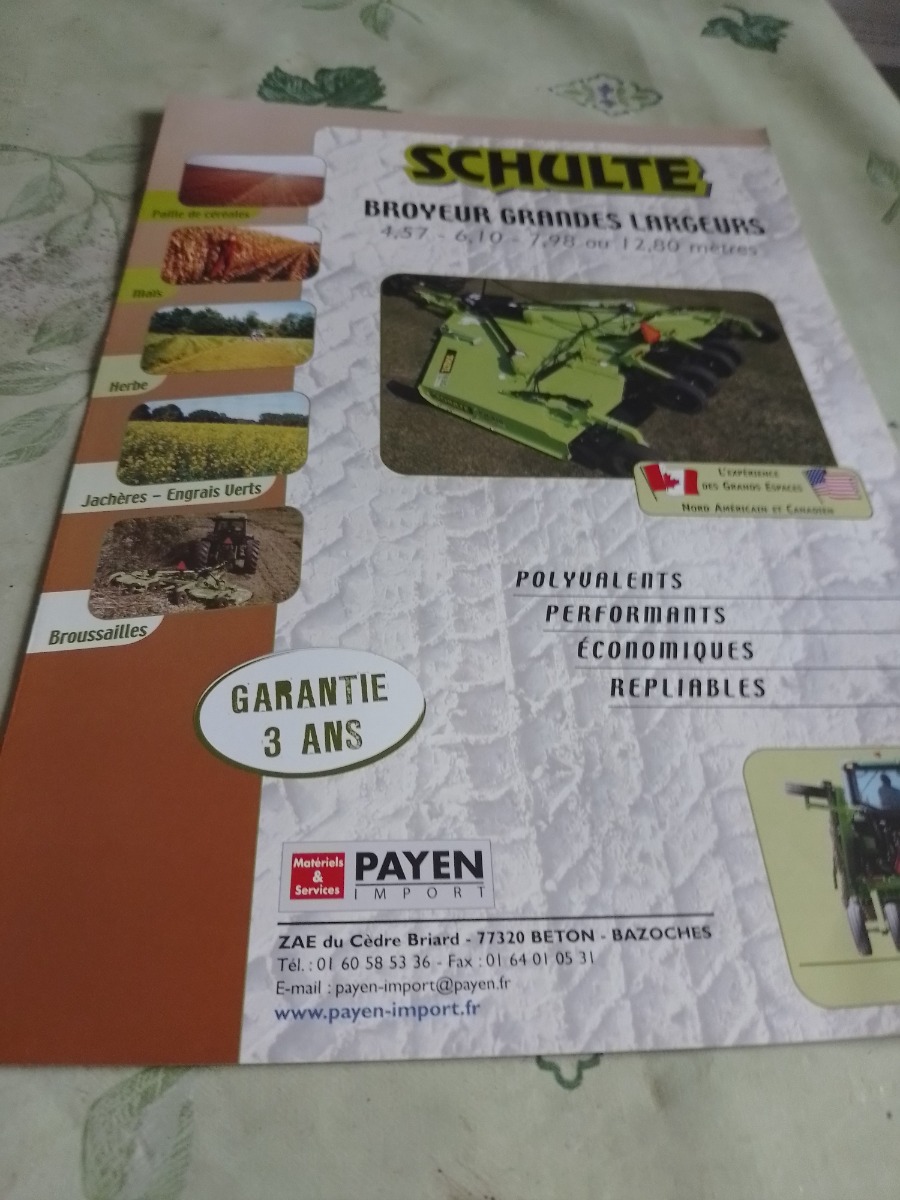 SCHULTE
BROYEUR GRANDES LARGEURS
4,57 - 6,10 - 7,98 ou 12,80 mètres
Paille de céréales
Maïs
Herbe
Jachères – Engrais Verts
Broussailles
L'EXPÉRIENCE
DES GRANDS ESPACES
NORD AMÉRICAIN ET CANADIEN
POLYVALENTS
PERFORMANTS
ÉCONOMIQUES
REPLIABLES
GARANTIE
3 ANS
Matériels
&
Services
PAYEN
IMPORT
ZAE du Cèdre Briard - 77320 BETON - BAZOCHES
Tél. : 01 60 58 53 36 - Fax : 01 64 01 05 31
E-mail : payen-import@payen.fr
www.payen-import.fr